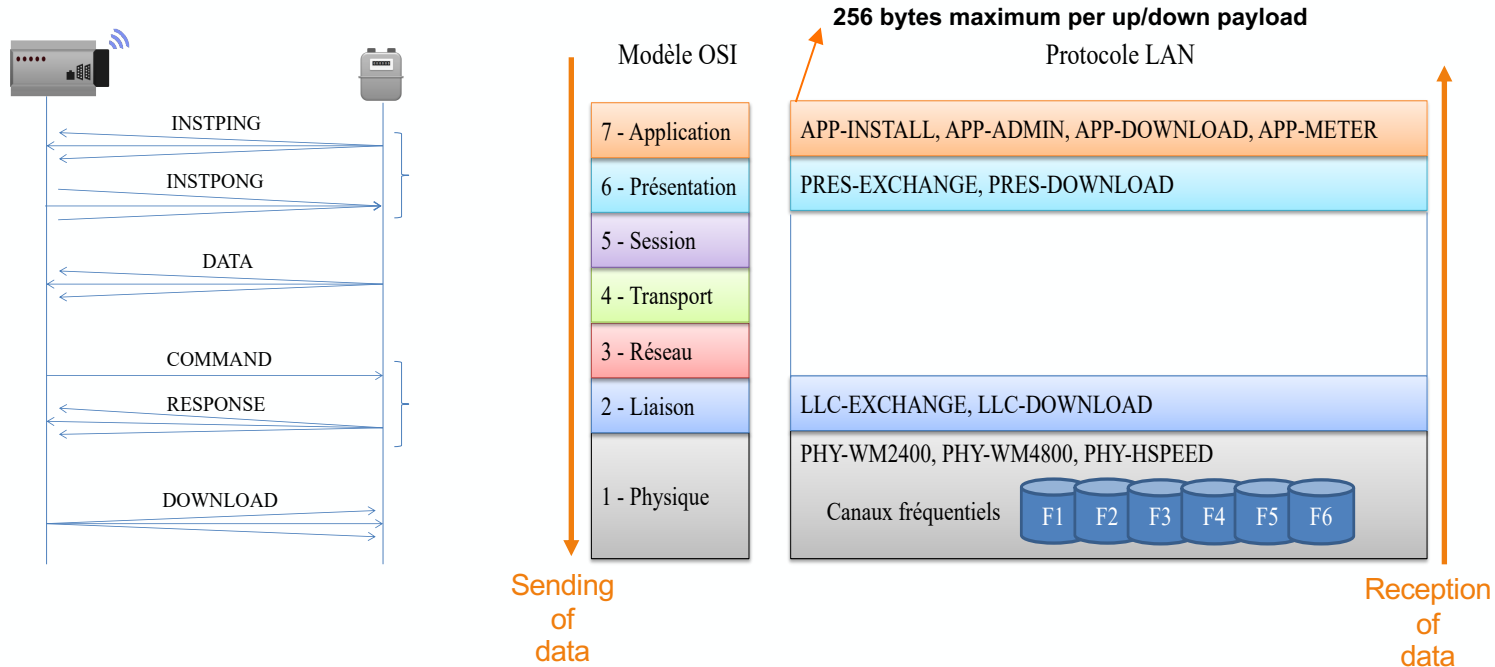 256 bytes maximum per up/down payload
Modèle OSI
Protocole LAN
INSTPING
INSTPONG
DATA
COMMAND
RESPONSE
DOWNLOAD
7 - Application
APP-INSTALL, APP-ADMIN, APP-DOWNLOAD, APP-METER
6 - Présentation
PRES-EXCHANGE, PRES-DOWNLOAD
5 - Session
4 - Transport
3 - Réseau
2 - Liaison
LLC-EXCHANGE, LLC-DOWNLOAD
1 - Physique
PHY-WM2400, PHY-WM4800, PHY-HSPEED
Canaux fréquentiels
F1 F2 F3 F4 F5 F6
Sending
of
data
Reception
of
data